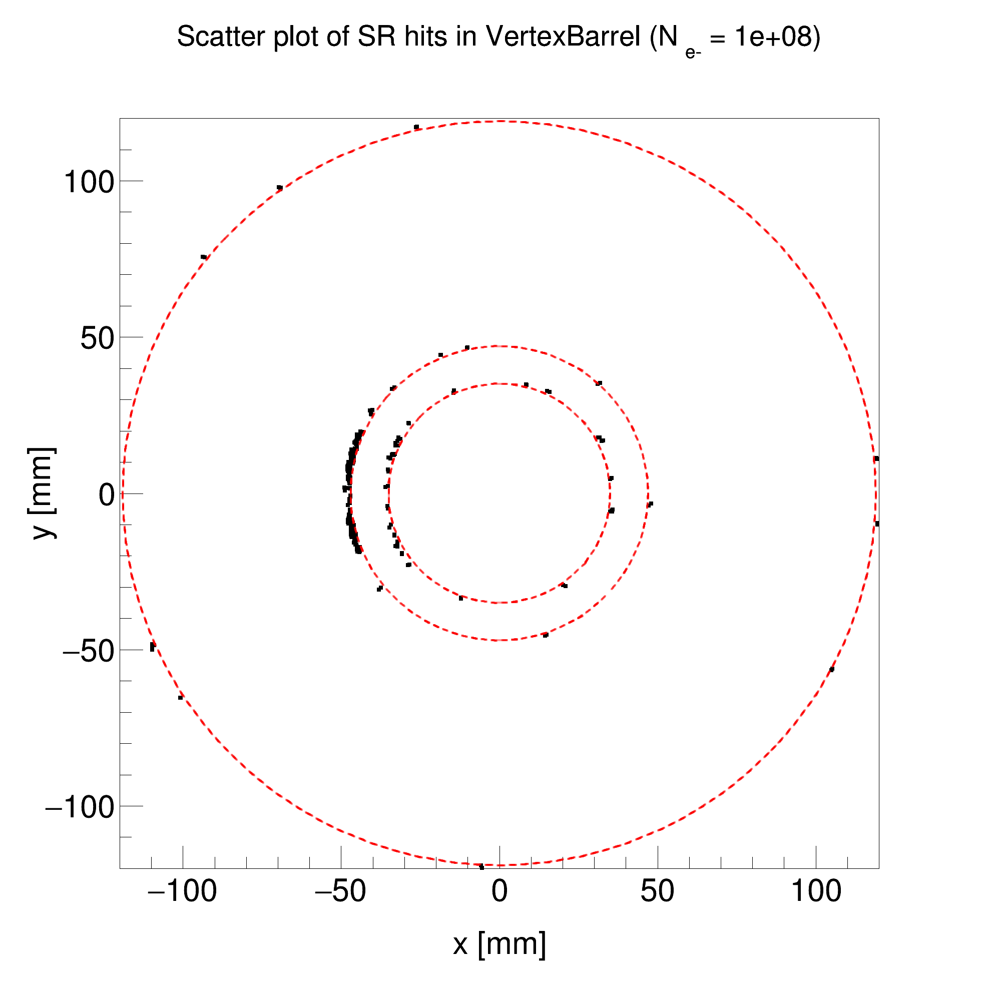 Scatter plot of SR hits in VertexBarrel (N e- = 1e+08)
100
50
0
−50
−100
y [mm]
−100 −50 0 50 100
x [mm]